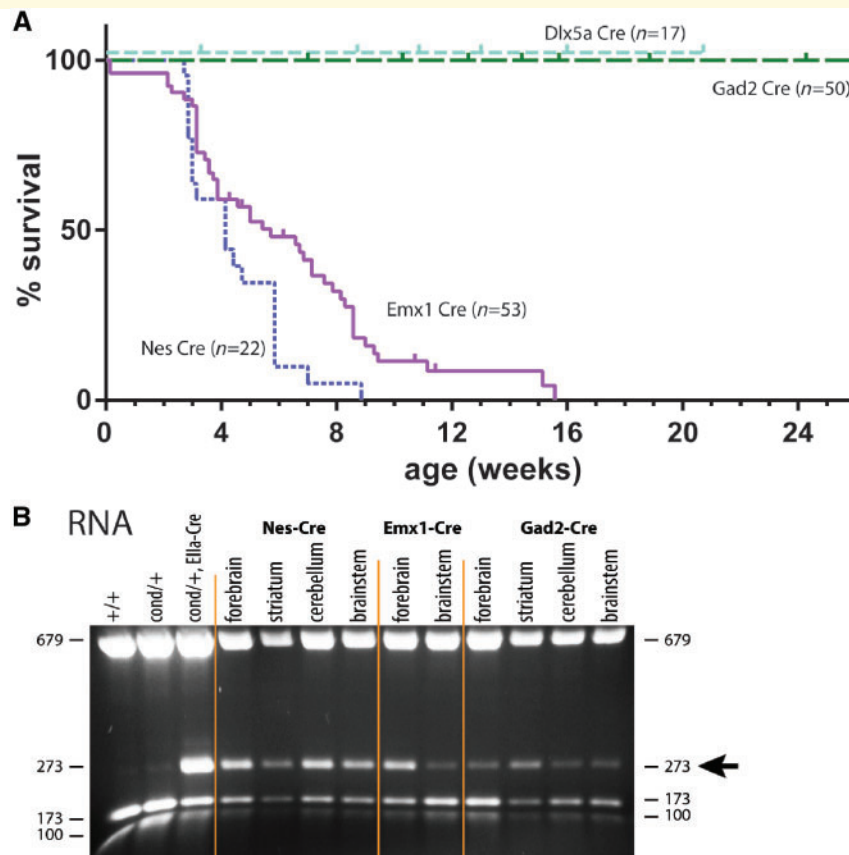 A
Dlx5a Cre (n=17)
100
Gad2 Cre (n=50)
% survival
50
Emx1 Cre (n=53)
Nes Cre (n=22)
0
0 4 8 12 16 20 24
age (weeks)
B RNA
Nes-Cre Emx1-Cre Gad2-Cre
+/+ cond/+ cond/+, EIIa-Cre forebrain striatum cerebellum brainstem forebrain brainstem forebrain striatum cerebellum brainstem
679 — — 679
273 — — 273
— 173
173 — — 100
100 —